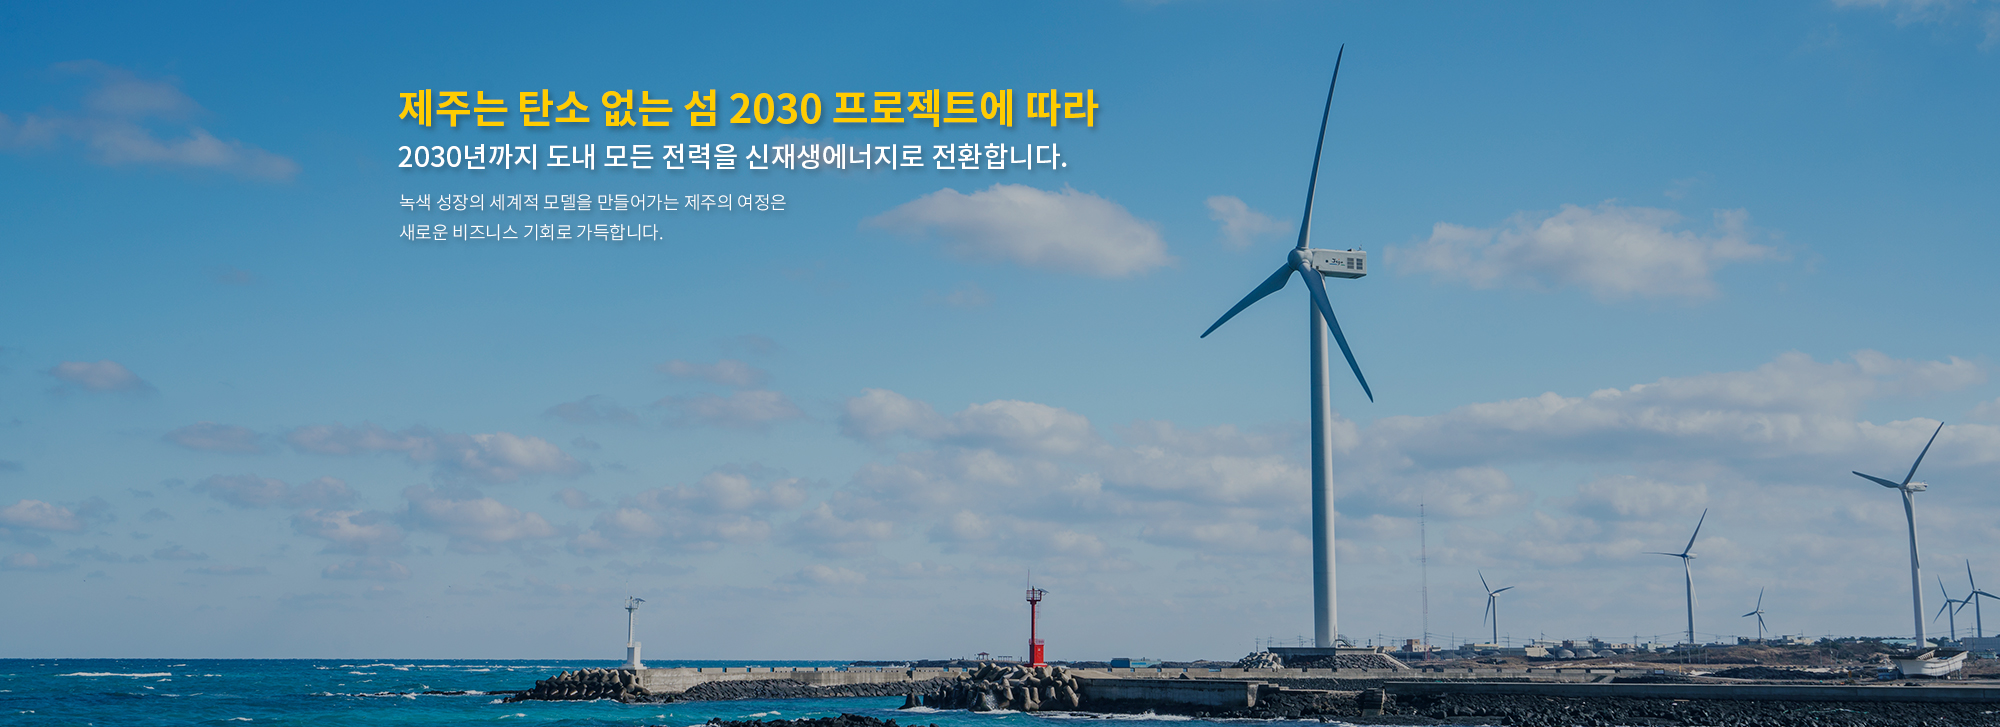 제주는 탄소 없는 섬 2030 프로젝트에 따라
2030년까지 도내 모든 전력을 신재생에너지로 전환합니다.
녹색 성장의 세계적 모델을 만들어가는 제주의 여정은
새로운 비즈니스 기회로 가득합니다.